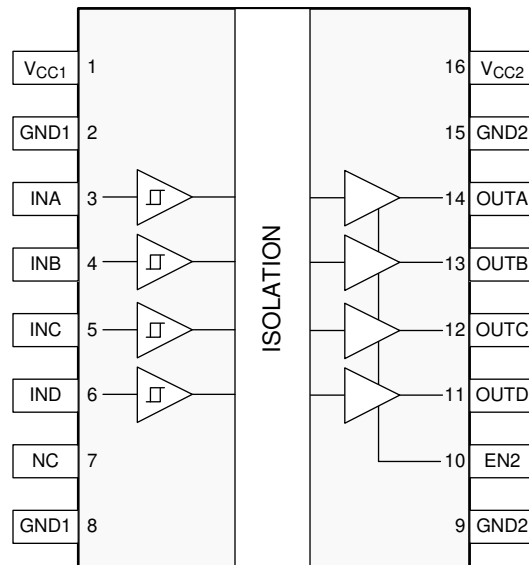 VCC1 1 16 VCC2
GND1 2 15 GND2
INA 3 14 OUTA
INB 4 13 OUTB
INC 5 12 OUTC
IND 6 11 OUTD
NC 7 10 EN2
GND1 8 9 GND2
ISOLATION